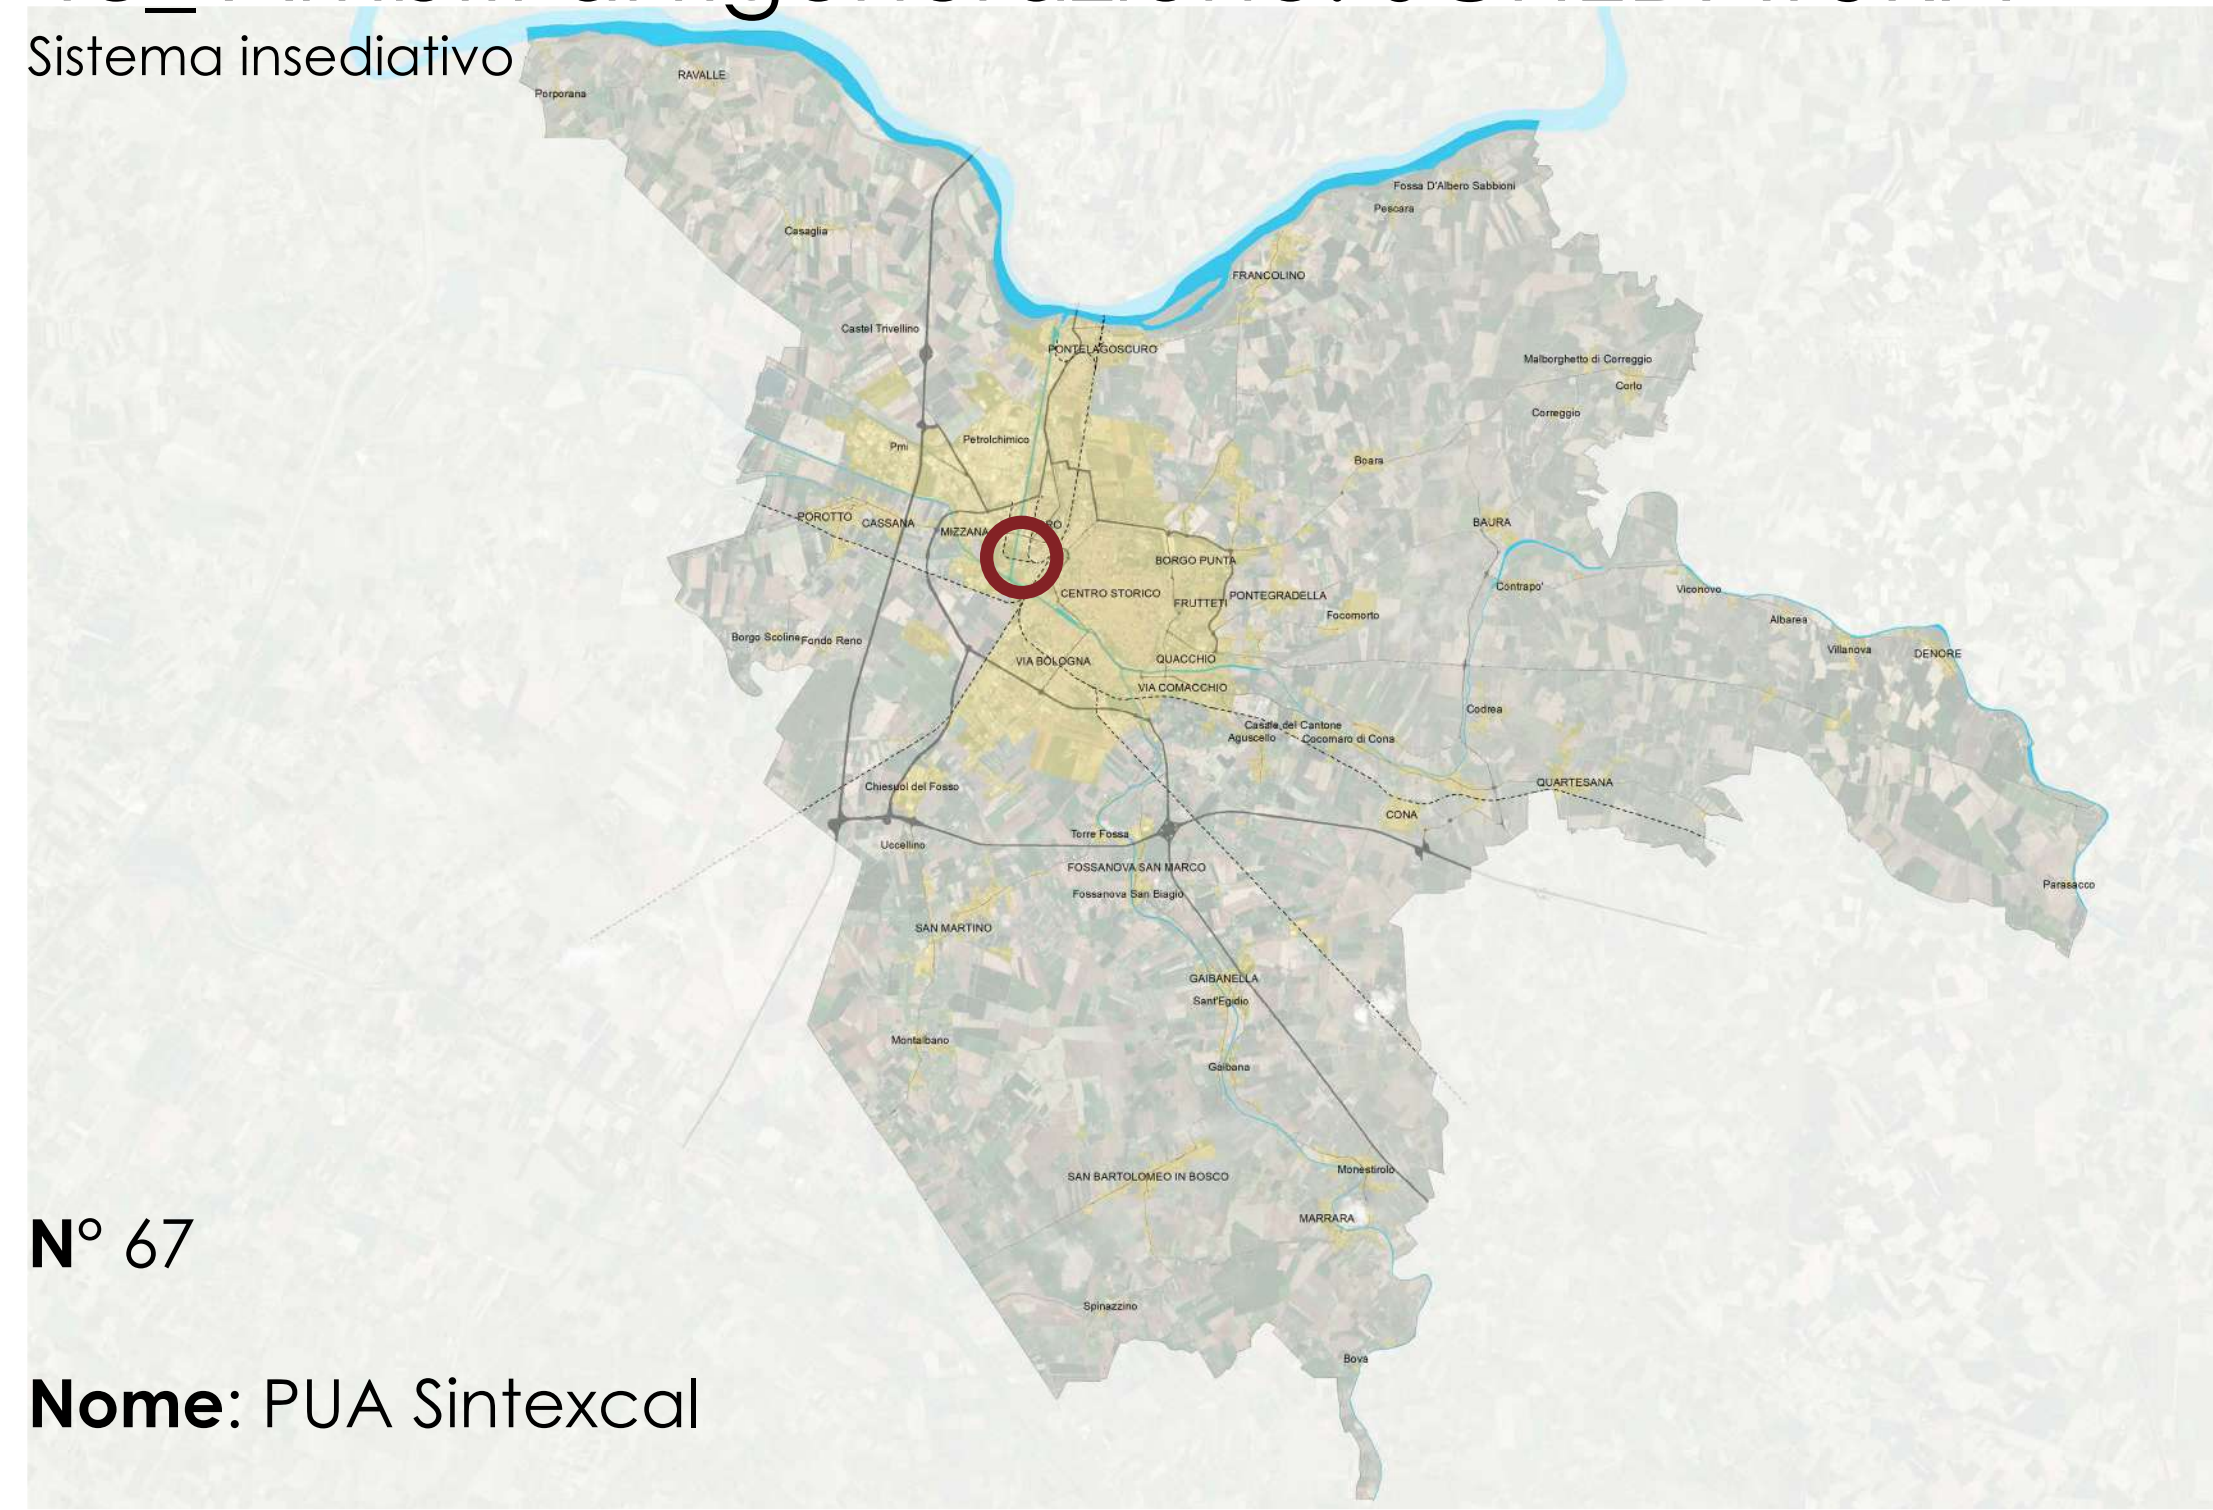 Sistema insediativo
RAVALLE
Porporana
Fossa D'Albero Sabbioni
Pescara
Casaglia
FRANCOLINO
Castel Trivellino
PONTELAGOSCURO
Malborghetto di Correggio
Corlo
Correggio
Petrolchimico
Pmi
Boara
POROTTO
CASSANA
MIZZANA
RO
BAURA
BORGO PUNTA
Contrapo'
Viconovo
CENTRO STORICO
FRUTTETI
PONTEGRADELLA
Focomorto
Albarea
Borgo Scoline
Fondo Reno
Villanova
DENORE
VIA BOLOGNA
QUACCHIO
VIA COMACCHIO
Codrea
Casale del Cantone
Aguscello
Cocomaro di Cona
Chiesuol del Fosso
QUARTESANA
CONA
Torre Fossa
Uccellino
FOSSANOVA SAN MARCO
Fossanova San Biagio
Parasacco
SAN MARTINO
GAIBANELLA
Sant'Egidio
Montalbano
Gaibana
SAN BARTOLOMEO IN BOSCO
Monestirolo
MARRARA
N° 67
Spinazzino
Bova
Nome: PUA Sintexcal